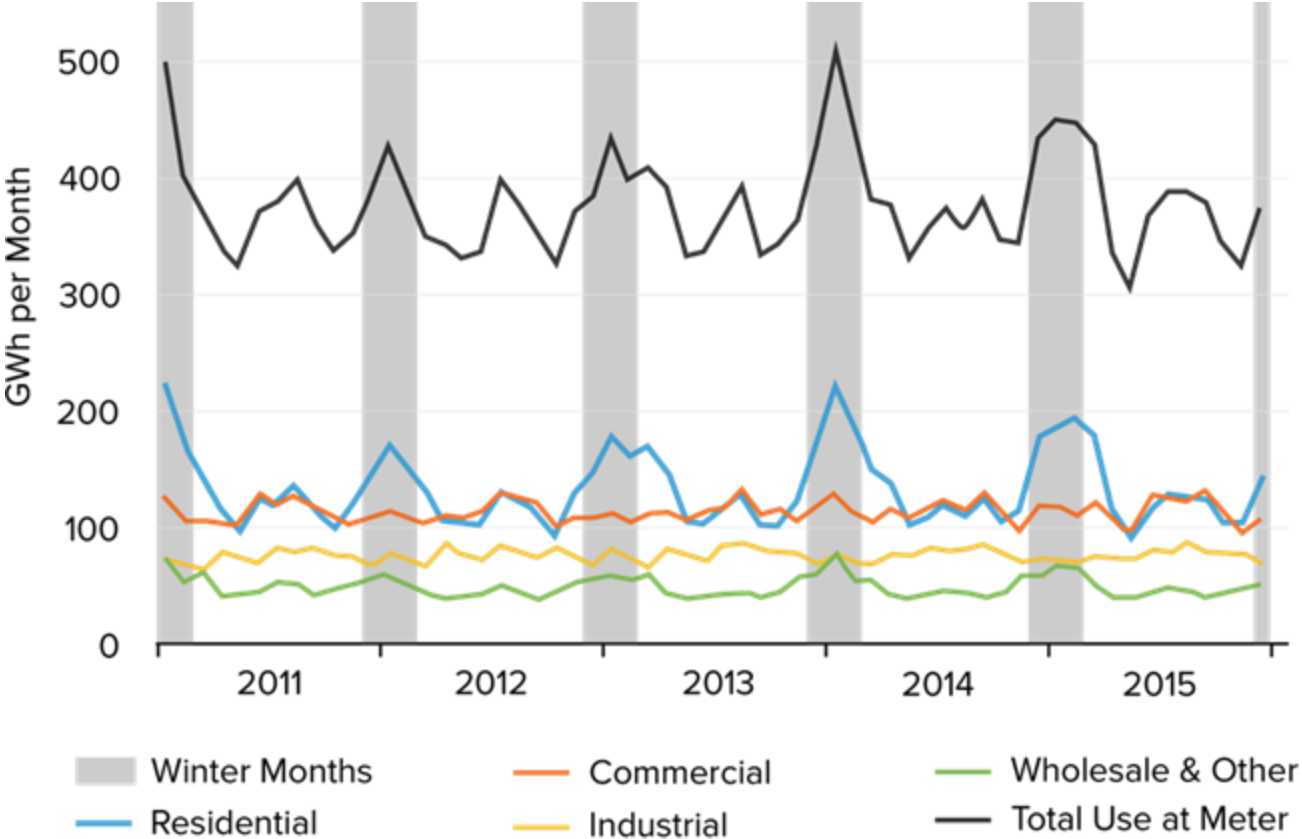 GWh per Month
500
400
300
200
100
0
2011 2012 2013 2014 2015
Winter Months Commercial Wholesale & Other
Residential Industrial Total Use at Meter